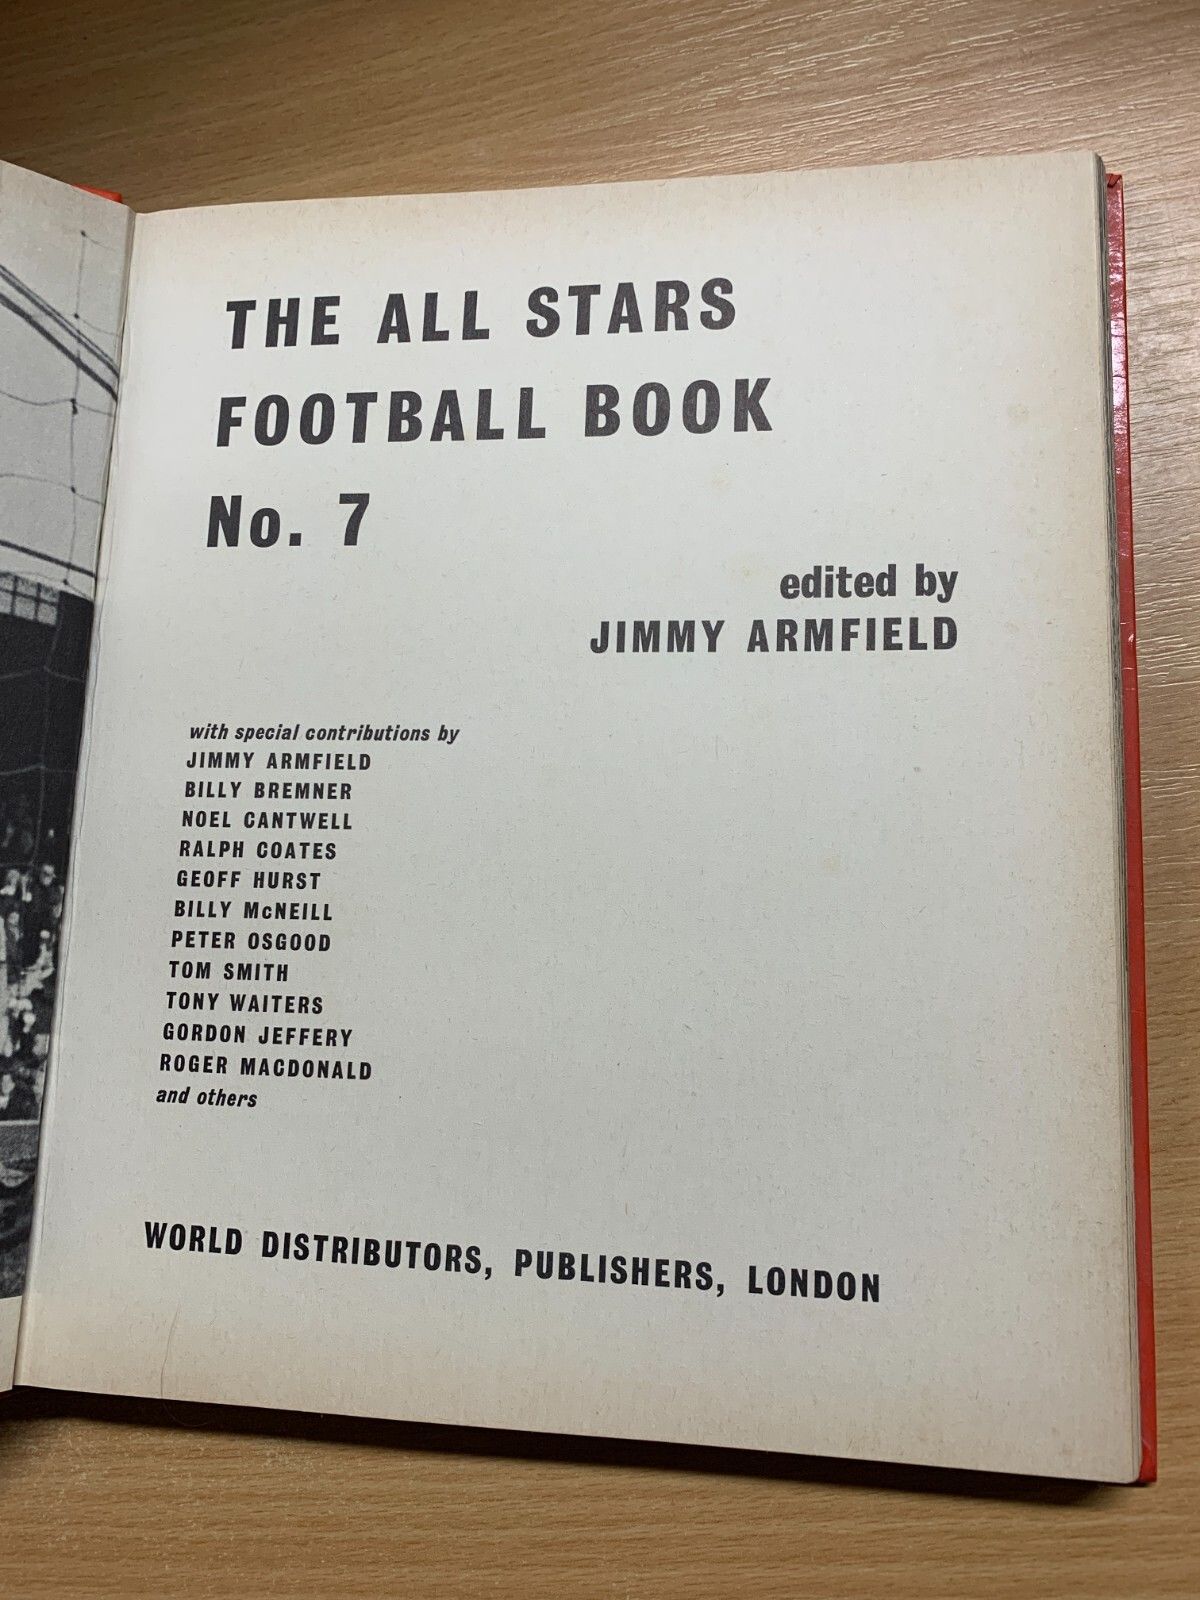 THE ALL STARS
FOOTBALL BOOK
No. 7
edited by
JIMMY ARMFIELD
with special contributions by
JIMMY ARMFIELD
BILLY BREMNER
NOEL CANTWELL
RALPH COATES
GEOFF HURST
BILLY McNEILL
PETER OSGOOD
TOM SMITH
TONY WAITERS
GORDON JEFFERY
ROGER MACDONALD
and others
WORLD DISTRIBUTORS, PUBLISHERS, LONDON